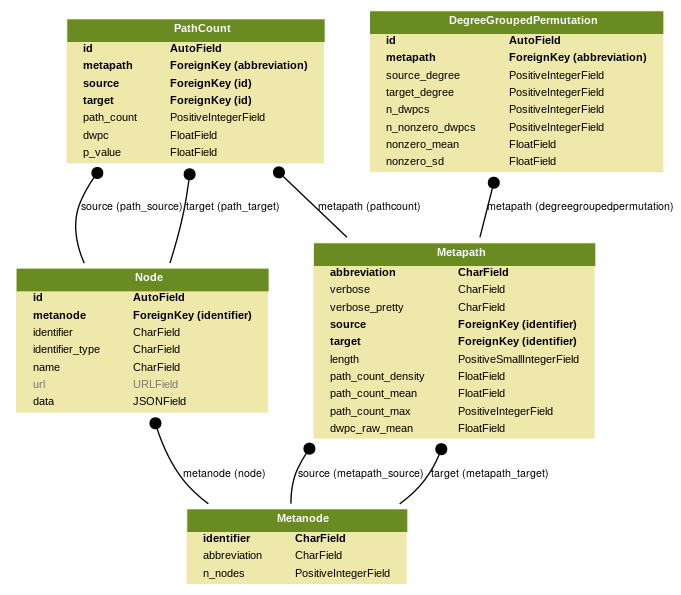 PathCount
id AutoField
metapath ForeignKey (abbreviation)
source ForeignKey (id)
target ForeignKey (id)
path_count PositiveIntegerField
dwpc FloatField
p_value FloatField
DegreeGroupedPermutation
id AutoField
metapath ForeignKey (abbreviation)
source_degree PositiveIntegerField
target_degree PositiveIntegerField
n_dwpcs PositiveIntegerField
n_nonzero_dwpcs PositiveIntegerField
nonzero_mean FloatField
nonzero_sd FloatField
source (path_source) target (path_target) metapath (pathcount) metapath (degreegroupedpermutation)
Node
id AutoField
metanode ForeignKey (identifier)
identifier CharField
identifier_type CharField
name CharField
url URLField
data JSONField
Metapath
abbreviation CharField
verbose CharField
verbose_pretty CharField
source ForeignKey (identifier)
target ForeignKey (identifier)
length PositiveSmallIntegerField
path_count_density FloatField
path_count_mean FloatField
path_count_max PositiveIntegerField
dwpc_raw_mean FloatField
metanode (node) source (metapath_source) target (metapath_target)
Metanode
identifier CharField
abbreviation CharField
n_nodes PositiveIntegerField